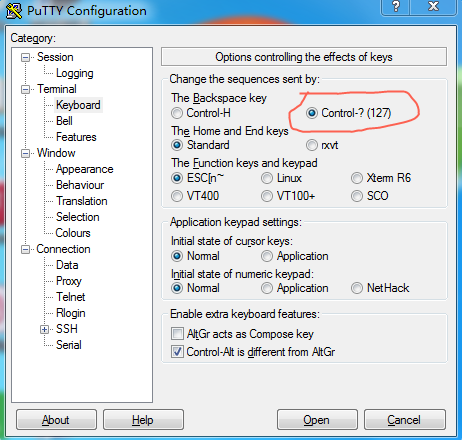 PuTTY Configuration
?
Category:
Session
Logging
Terminal
Keyboard
Bell
Features
Window
Appearance
Behaviour
Translation
Selection
Colours
Connection
Data
Proxy
Telnet
Rlogin
SSH
Serial
Options controlling the effects of keys
Change the sequences sent by:
The Backspace key
Control-H Control-? (127)
The Home and End keys
Standard rxvt
The Function keys and keypad
ESC[n~ Linux Xterm R6
VT400 VT100+ SCO
Application keypad settings:
Initial state of cursor keys:
Normal Application
Initial state of numeric keypad:
Normal Application NetHack
Enable extra keyboard features:
AltGr acts as Compose key
Control-Alt is different from AltGr
About Help Open Cancel